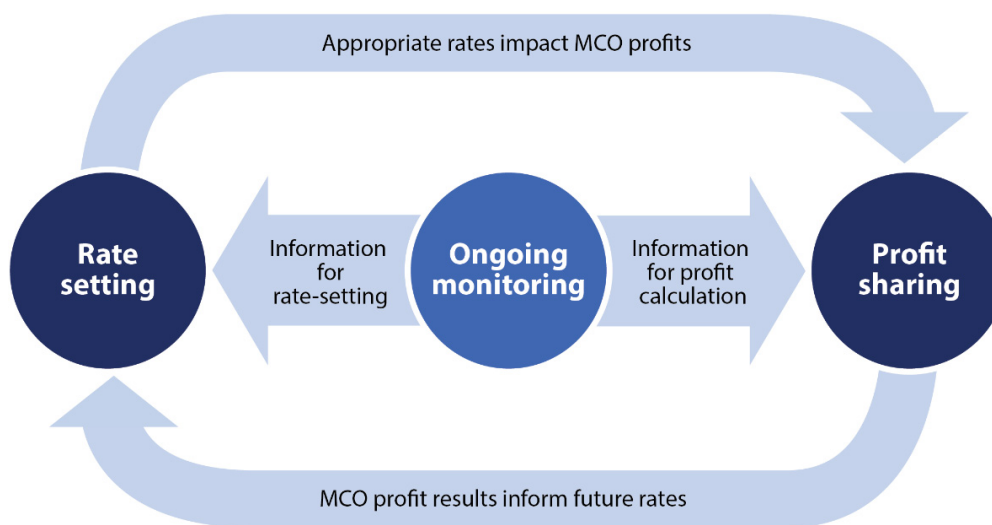 Appropriate rates impact MCO profits
Rate
setting
Information
for
rate-setting
Ongoing
monitoring
Information
for profit
calculation
Profit
sharing
MCO profit results inform future rates